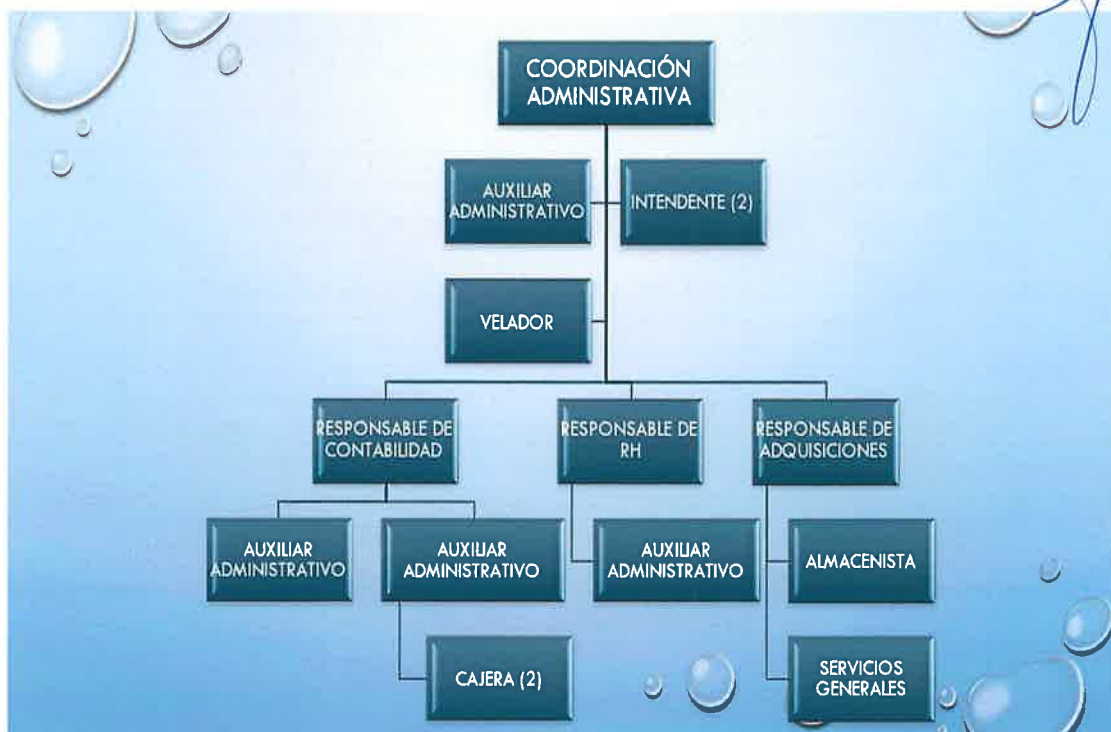 COORDINACIÓN
ADMINISTRATIVA
AUXILIAR
ADMINISTRATIVO
INTENDENTE (2)
VELADOR
RESPONSABLE DE
CONTABILIDAD
RESPONSABLE DE
RH
RESPONSABLE DE
ADQUISICIONES
AUXILIAR
ADMINISTRATIVO
AUXILIAR
ADMINISTRATIVO
AUXILIAR
ADMINISTRATIVO
ALMACENISTA
CAJERA (2)
SERVICIOS
GENERALES